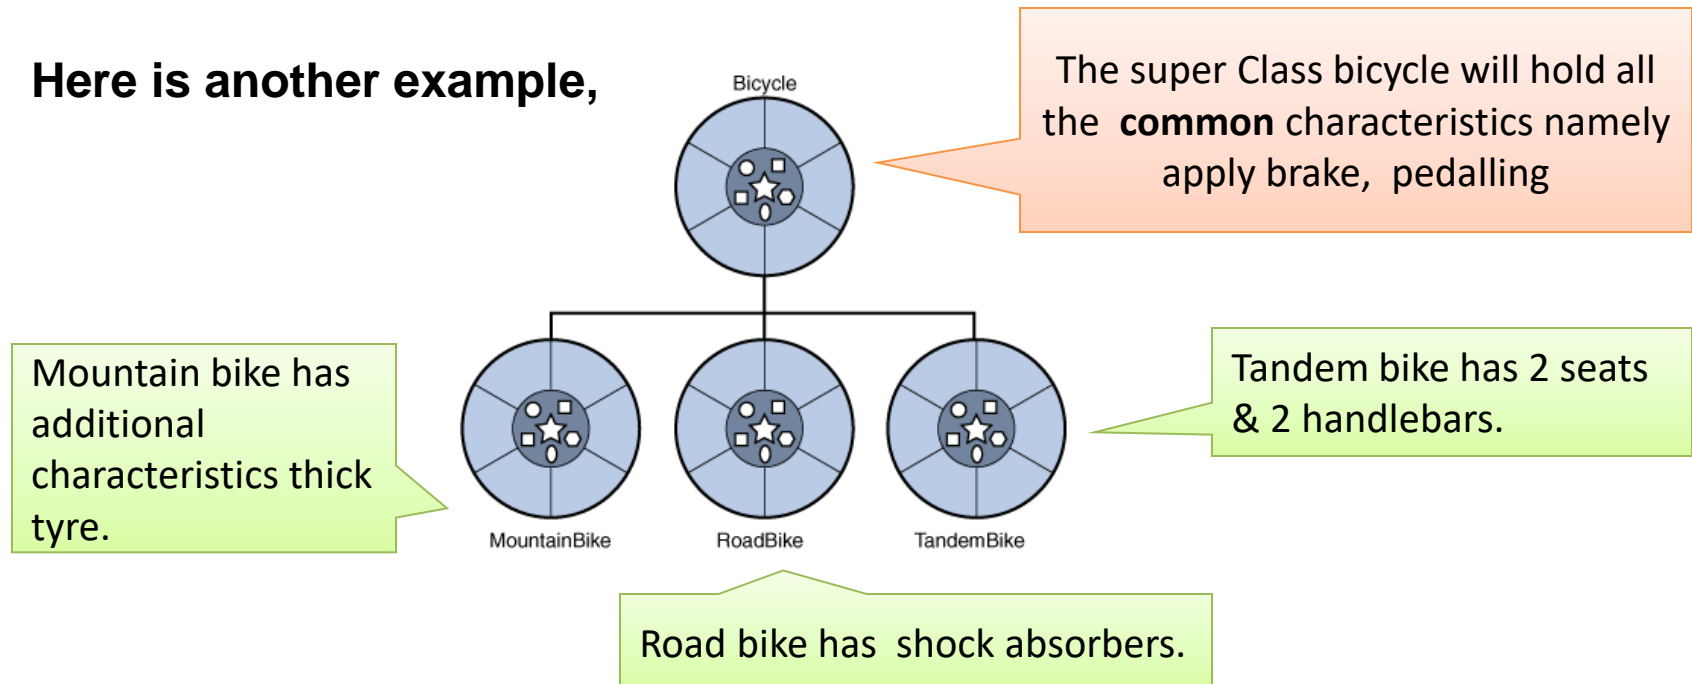 Here is another example,
Bicycle
The super Class bicycle will hold all
the common characteristics namely
apply brake, pedalling
Mountain bike has
additional
characteristics thick
tyre.
Tandem bike has 2 seats
& 2 handlebars.
MountainBike
RoadBike
TandemBike
Road bike has shock absorbers.